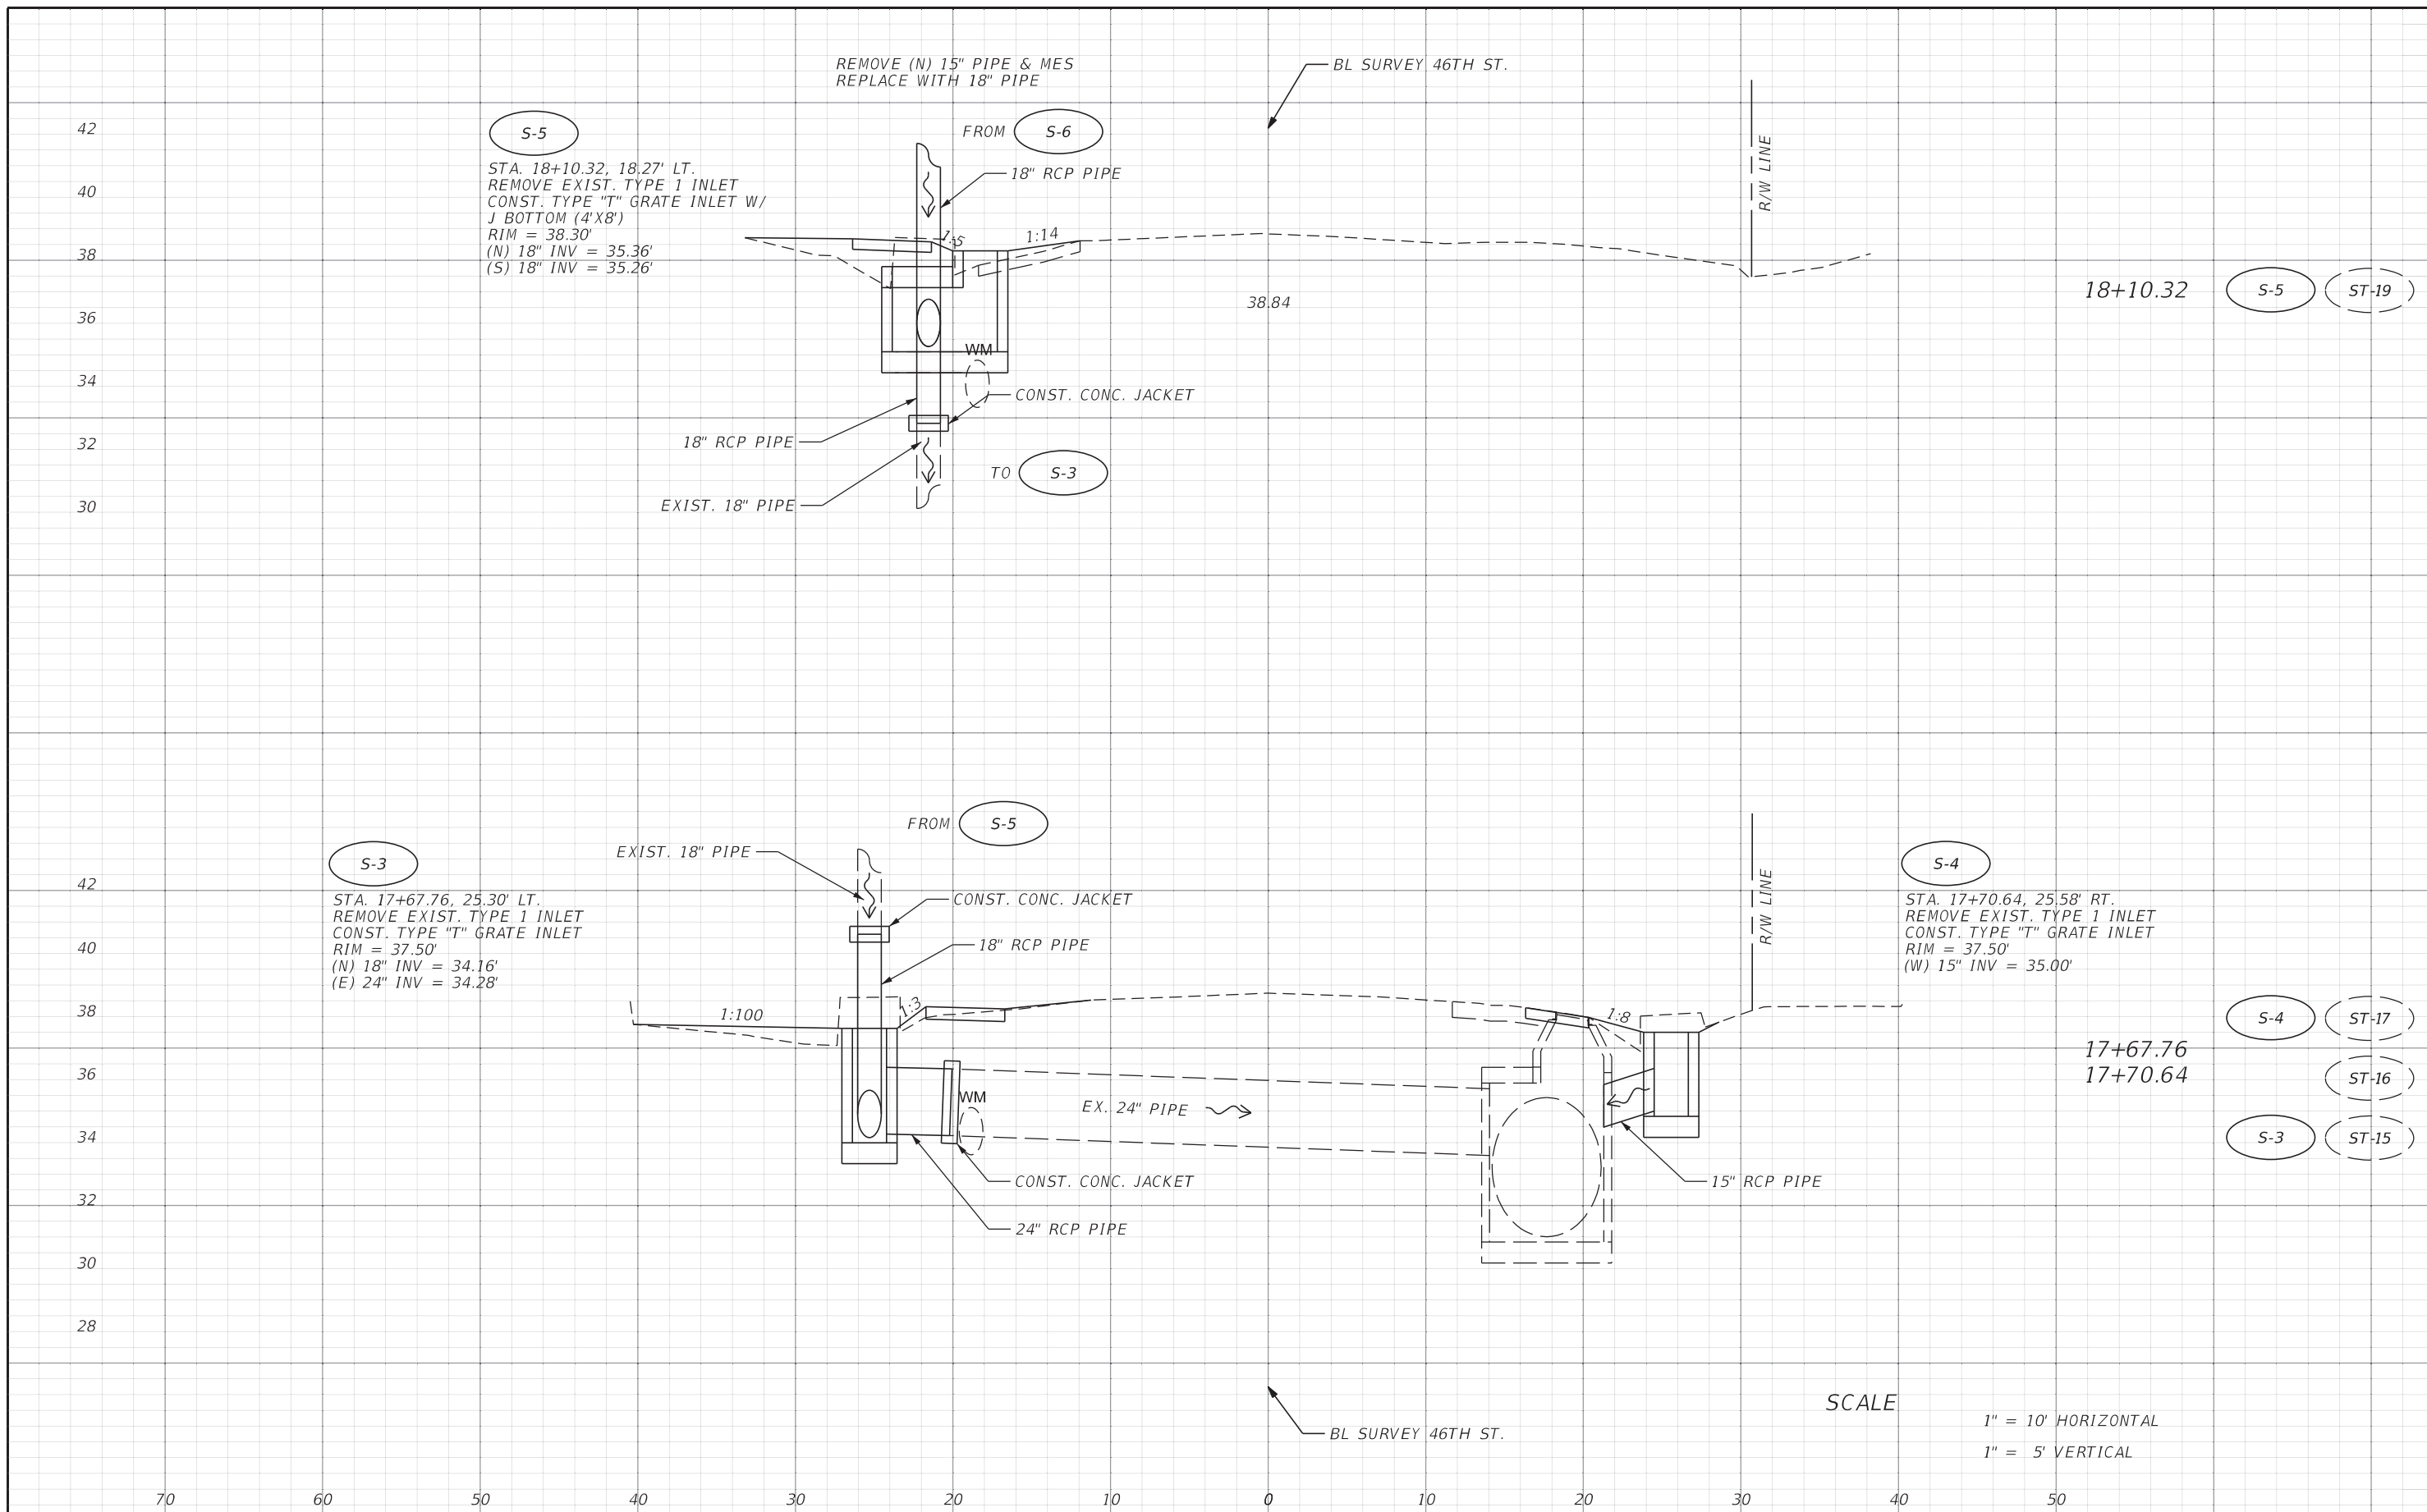 REMOVE (N) 15" PIPE & MES
REPLACE WITH 18" PIPE
BL SURVEY 46TH ST.
S-5
FROM
S-6
STA. 18+10.32, 18.27' LT.
REMOVE EXIST. TYPE 1 INLET
CONST. TYPE "T" GRATE INLET W/
J BOTTOM (4'X8')
RIM = 38.30'
(N) 18" INV = 35.36'
(S) 18" INV = 35.26'
18" RCP PIPE
R/W LINE
1:5
1:14
38.84
WM
CONST. CONC. JACKET
18" RCP PIPE
TO
S-3
EXIST. 18" PIPE
18+10.32
S-5
ST-19
42
40
38
36
34
32
30
FROM
S-5
EXIST. 18" PIPE
S-3
STA. 17+67.76, 25.30' LT.
REMOVE EXIST. TYPE 1 INLET
CONST. TYPE "T" GRATE INLET
RIM = 37.50'
(N) 18" INV = 34.16'
(E) 24" INV = 34.28'
CONST. CONC. JACKET
18" RCP PIPE
R/W LINE
S-4
STA. 17+70.64, 25.58' RT.
REMOVE EXIST. TYPE 1 INLET
CONST. TYPE "T" GRATE INLET
RIM = 37.50'
(W) 15" INV = 35.00'
1:100
1:3
1:8
WM
EX. 24" PIPE
CONST. CONC. JACKET
24" RCP PIPE
15" RCP PIPE
S-4
ST-17
17+67.76
17+70.64
ST-16
S-3
ST-15
42
40
38
36
34
32
30
28
BL SURVEY 46TH ST.
SCALE
1" = 10' HORIZONTAL
1" = 5' VERTICAL
70 60 50 40 30 20 10 0 10 20 30 40 50